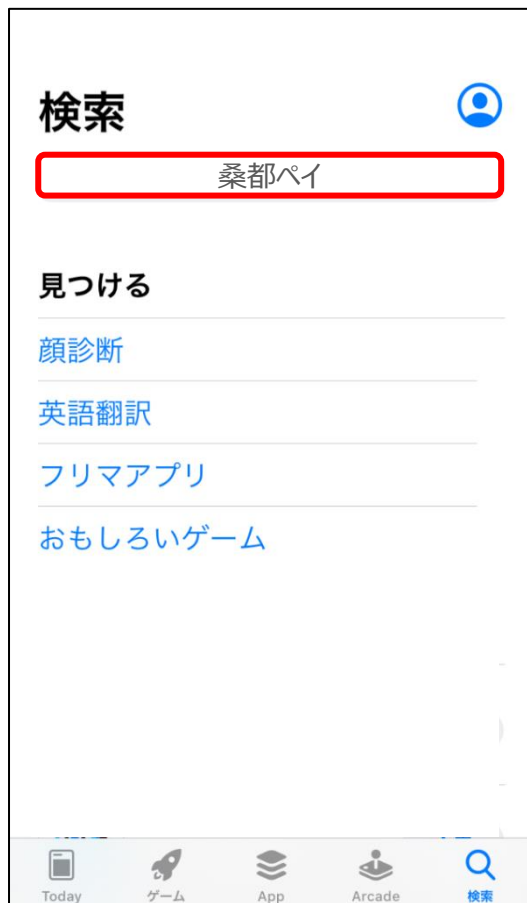 検索
桑都ペイ
見つける
顔診断
英語翻訳
フリマアプリ
おもしろいゲーム
Today
ゲーム
App
Arcade
検索